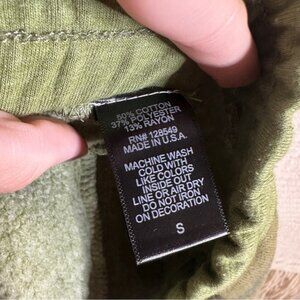 50% COTTON
37% POLYESTER
13% RAYON
RN# 128549
MADE IN U.S.A.
MACHINE WASH
COLD WITH
LIKE COLORS
INSIDE OUT
LINE OR AIR DRY
DO NOT IRON
ON DECORATION
S